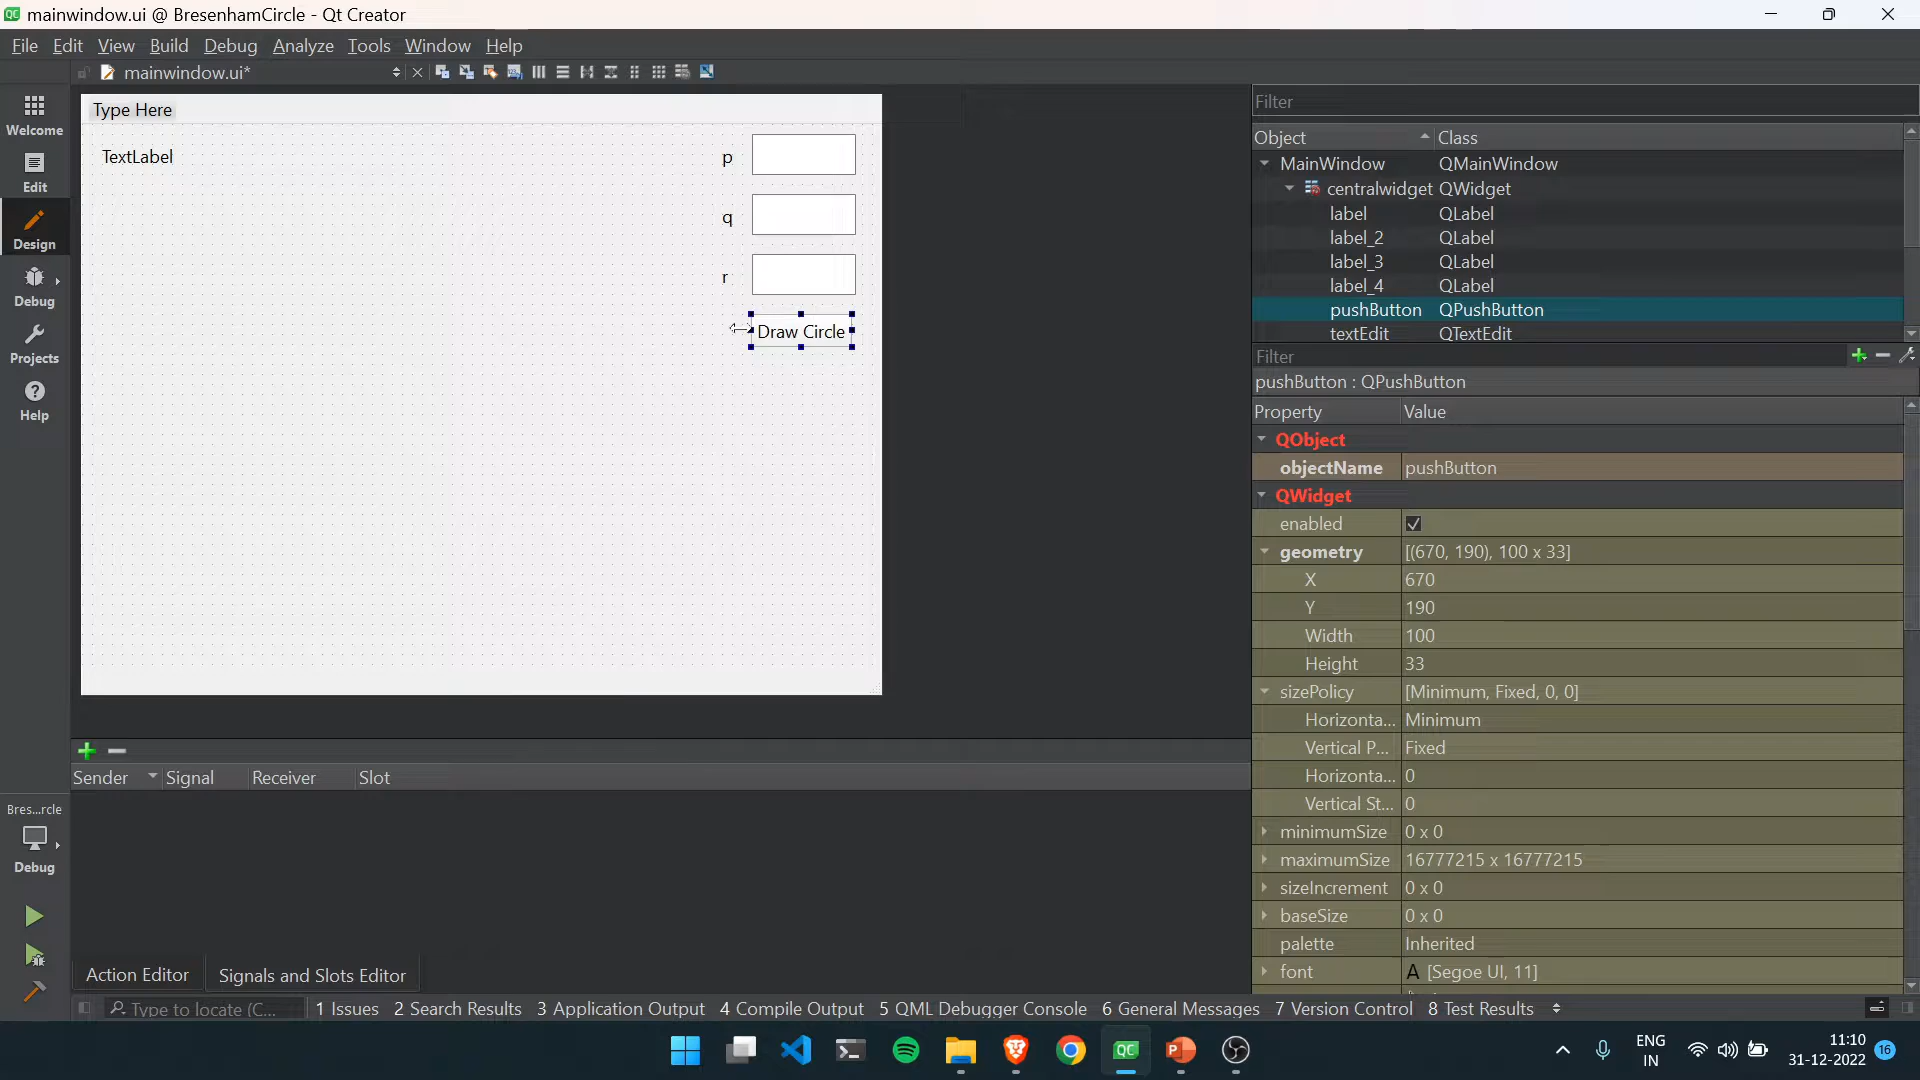 mainwindow.ui @ BresenhamCircle - Qt Creator
File Edit View Build Debug Analyze Tools Window Help
mainwindow.ui*
Welcome
Edit
Design
Debug
Projects
Help
Bres...rcle
Debug
Type Here
TextLabel
p
q
r
Draw Circle
Sender Signal Receiver Slot
Action Editor Signals and Slots Editor
Filter
Object Class
MainWindow QMainWindow
centralwidget QWidget
label QLabel
label_2 QLabel
label_3 QLabel
label_4 QLabel
pushButton QPushButton
textEdit QTextEdit
Filter
pushButton : QPushButton
Property Value
QObject
objectName pushButton
QWidget
enabled
geometry [(670, 190), 100 x 33]
X 670
Y 190
Width 100
Height 33
sizePolicy [Minimum, Fixed, 0, 0]
Horizonta... Minimum
Vertical P... Fixed
Horizonta... 0
Vertical St... 0
minimumSize 0 x 0
maximumSize 16777215 x 16777215
sizeIncrement 0 x 0
baseSize 0 x 0
palette Inherited
font A [Segoe UI, 11]
Type to locate (C... 1 Issues 2 Search Results 3 Application Output 4 Compile Output 5 QML Debugger Console 6 General Messages 7 Version Control 8 Test Results
ENG
IN
11:10
31-12-2022
16